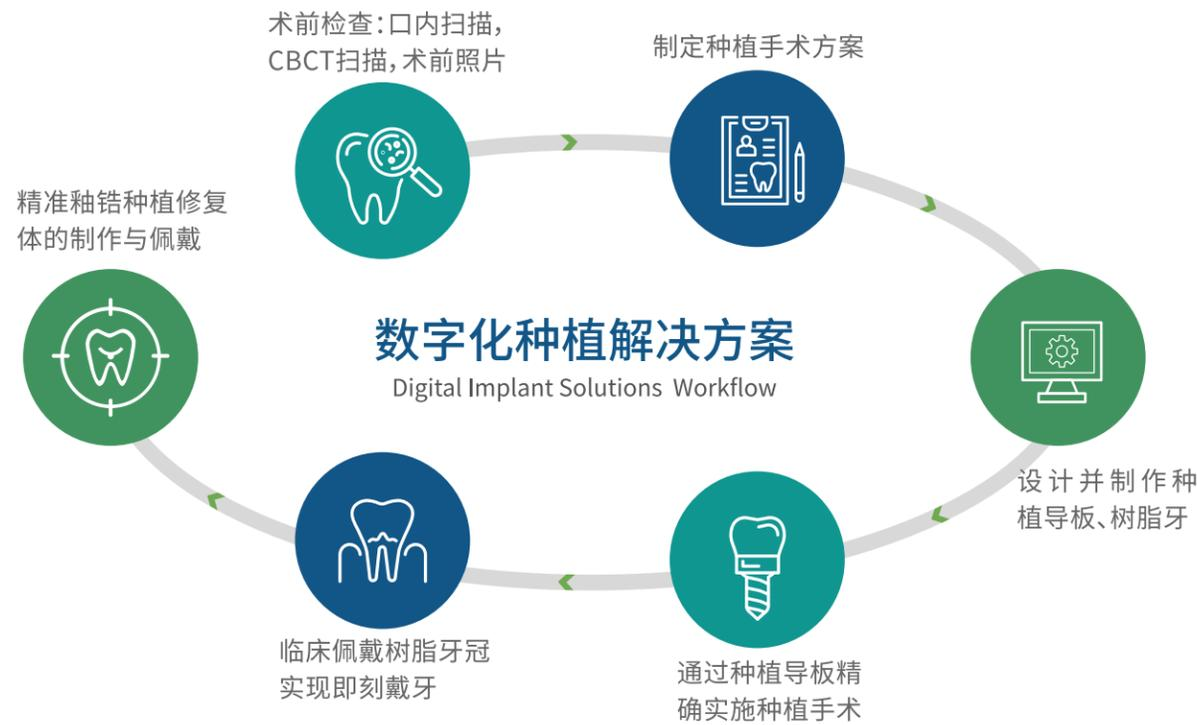 术前检查：口内扫描，
CBCT扫描，术前照片
制定种植手术方案
精准釉锆种植修复
体的制作与佩戴
数字化种植解决方案
Digital Implant Solutions Workflow
设计并制作种
植导板、树脂牙
临床佩戴树脂牙冠
实现即刻戴牙
通过种植导板精
确实施种植手术